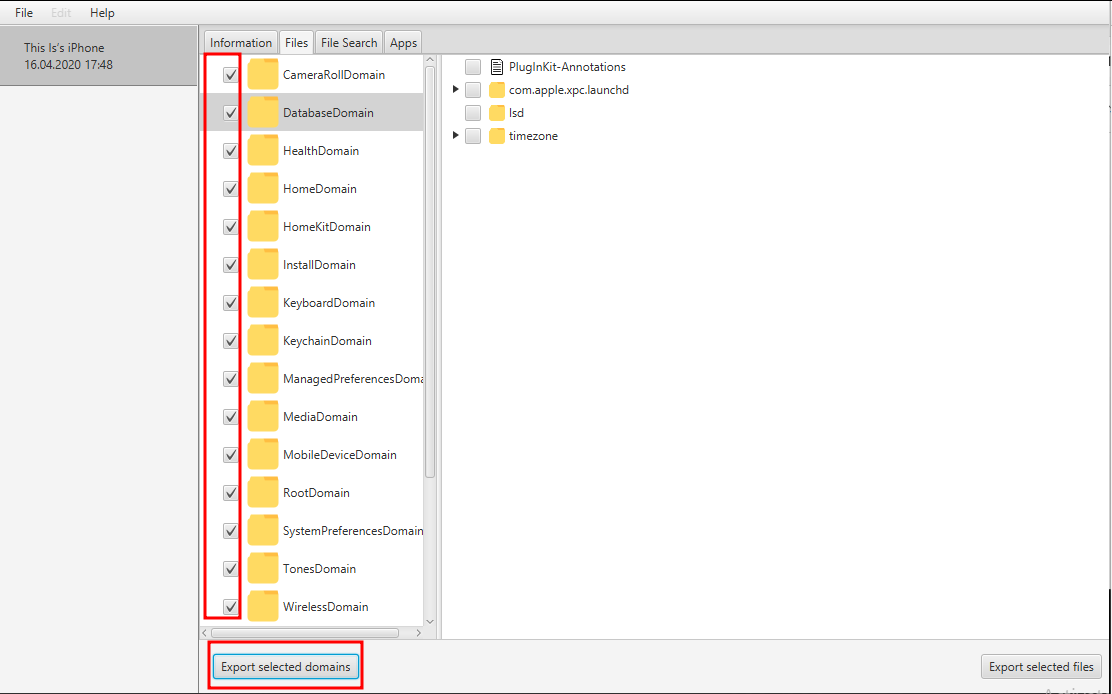 File Edit Help
This Is's iPhone
16.04.2020 17:48
Information Files File Search Apps
CameraRollDomain
DatabaseDomain
HealthDomain
HomeDomain
HomeKitDomain
InstallDomain
KeyboardDomain
KeychainDomain
ManagedPreferencesDoma
MediaDomain
MobileDeviceDomain
RootDomain
SystemPreferencesDomain
TonesDomain
WirelessDomain
PlugInKit-Annotations
com.apple.xpc.launchd
lsd
timezone
Export selected domains
Export selected files